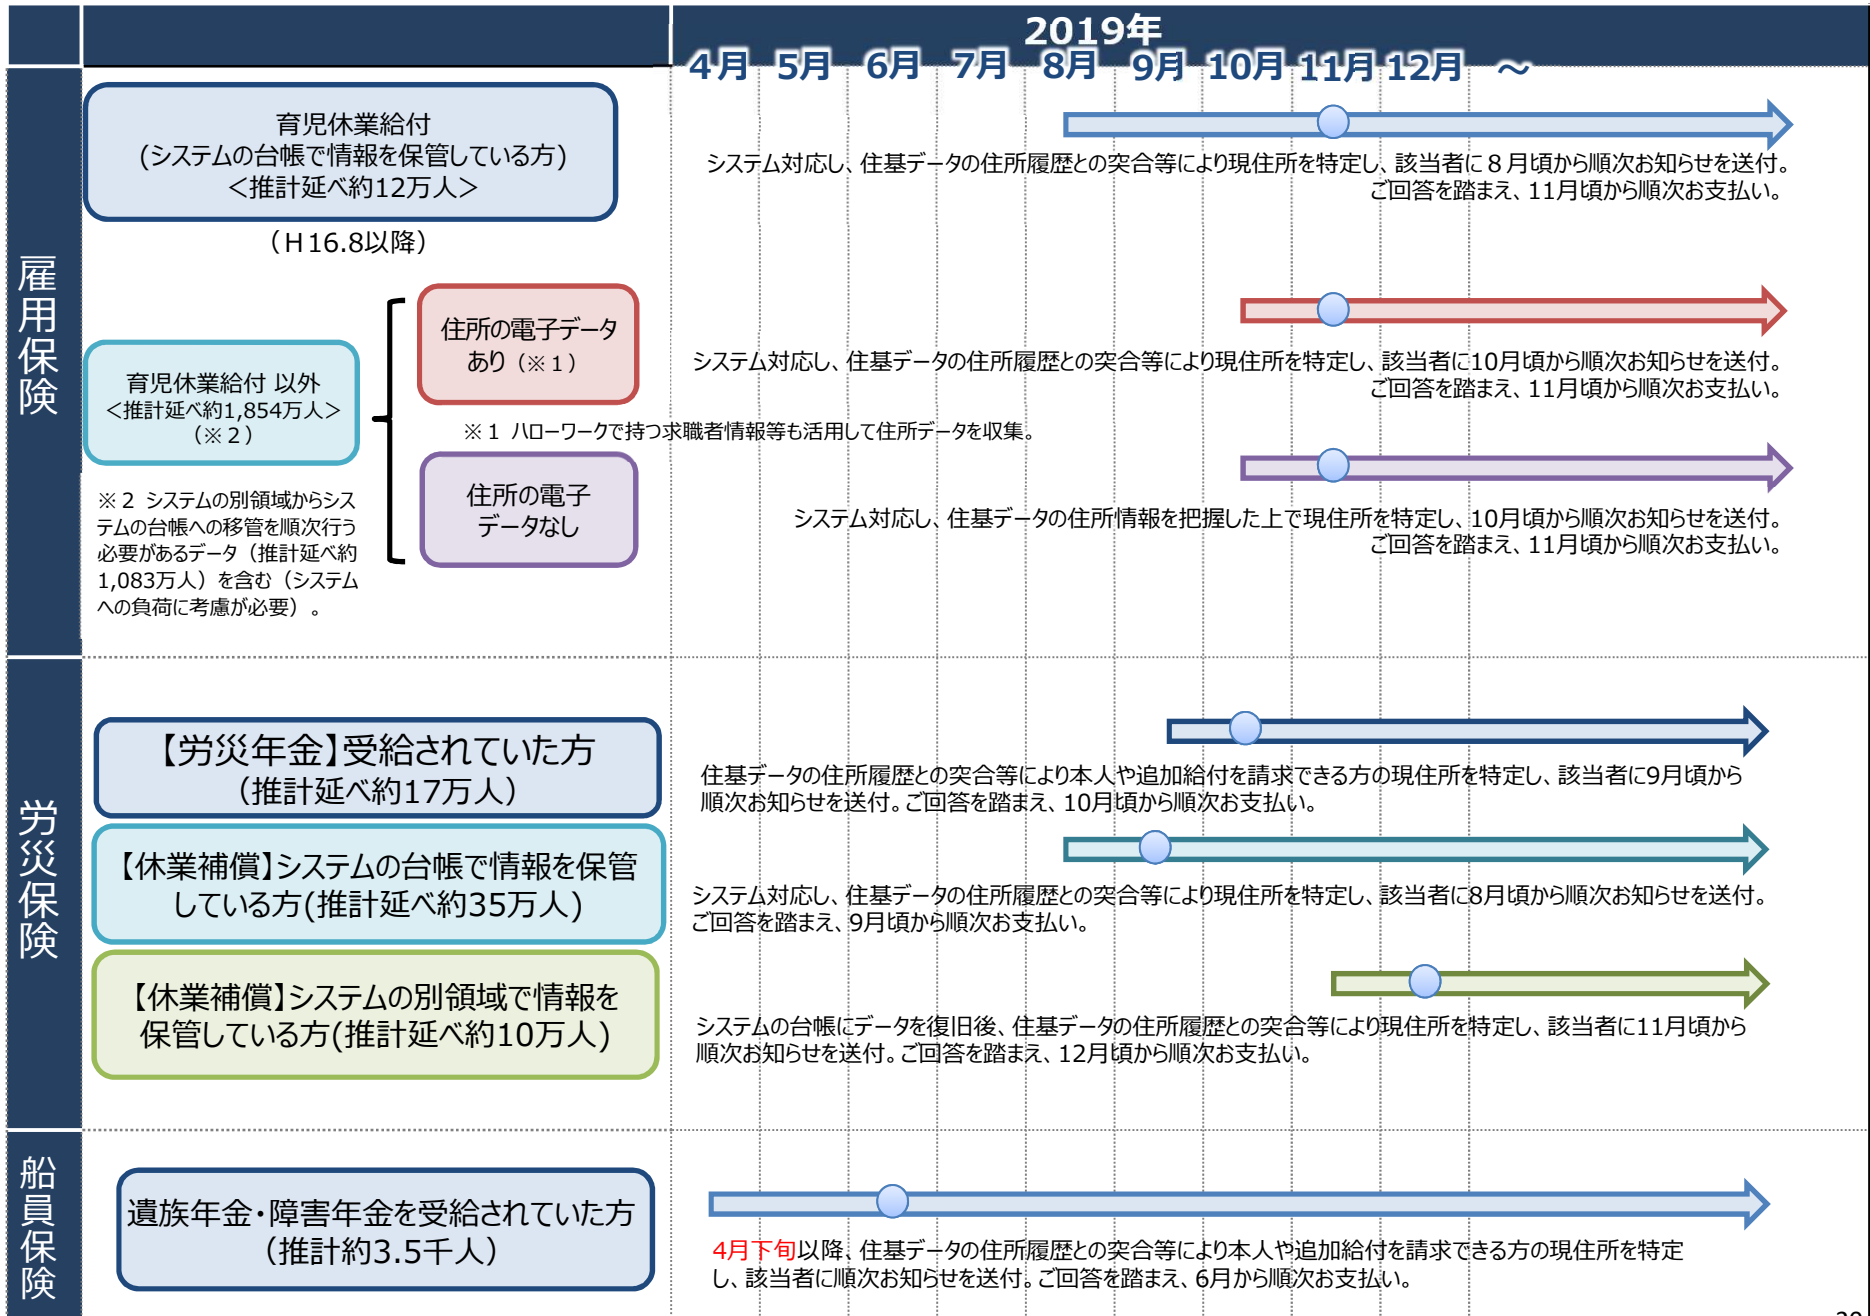 2019年
4月 5月 6月 7月 8月 9月 10月 11月 12月 ～
雇用保険
育児休業給付
(システムの台帳で情報を保管している方)
＜推計延べ約12万人＞
（Ｈ16.8以降）
システム対応し、住基データの住所履歴との突合等により現住所を特定し、該当者に８月頃から順次お知らせを送付。
ご回答を踏まえ、11月頃から順次お支払い。
育児休業給付 以外
＜推計延べ約1,854万人＞
（※２）
住所の電子データ
あり（※１）
システム対応し、住基データの住所履歴との突合等により現住所を特定し、該当者に10月頃から順次お知らせを送付。
ご回答を踏まえ、11月頃から順次お支払い。
※１ ハローワークで持つ求職者情報等も活用して住所データを収集。
住所の電子
データなし
システム対応し、住基データの住所情報を把握した上で現住所を特定し、10月頃から順次お知らせを送付。
ご回答を踏まえ、11月頃から順次お支払い。
※２ システムの別領域からシス
テムの台帳への移管を順次行う
必要があるデータ（推計延べ約
1,083万人）を含む（システム
への負荷に考慮が必要）。
労災保険
【労災年金】受給されていた方
（推計延べ約17万人）
住基データの住所履歴との突合等により本人や追加給付を請求できる方の現住所を特定し、該当者に9月頃から
順次お知らせを送付。ご回答を踏まえ、10月頃から順次お支払い。
【休業補償】システムの台帳で情報を保管
している方(推計延べ約35万人)
システム対応し、住基データの住所履歴との突合等により現住所を特定し、該当者に8月頃から順次お知らせを送付。
ご回答を踏まえ、9月頃から順次お支払い。
【休業補償】システムの別領域で情報を
保管している方(推計延べ約10万人)
システムの台帳にデータを復旧後、住基データの住所履歴との突合等により現住所を特定し、該当者に11月頃から
順次お知らせを送付。ご回答を踏まえ、12月頃から順次お支払い。
船員保険
遺族年金・障害年金を受給されていた方
（推計約3.5千人）
4月下旬以降、住基データの住所履歴との突合等により本人や追加給付を請求できる方の現住所を特定
し、該当者に順次お知らせを送付。ご回答を踏まえ、6月から順次お支払い。